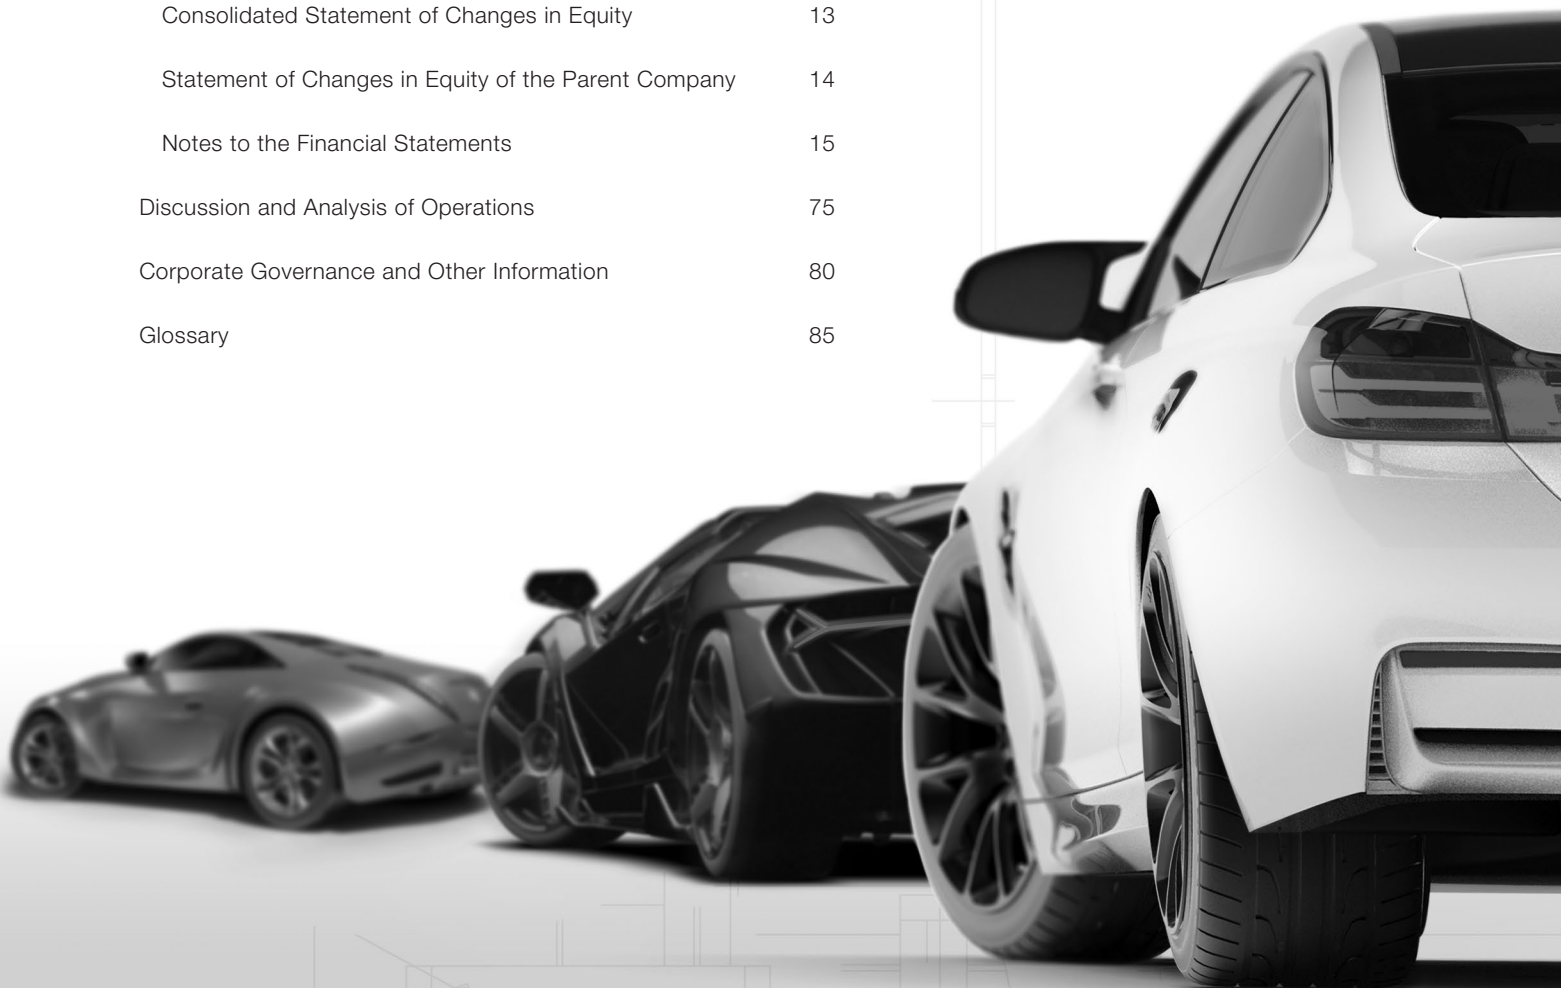 Consolidated Statement of Changes in Equity 13
Statement of Changes in Equity of the Parent Company 14
Notes to the Financial Statements 15
Discussion and Analysis of Operations 75
Corporate Governance and Other Information 80
Glossary 85